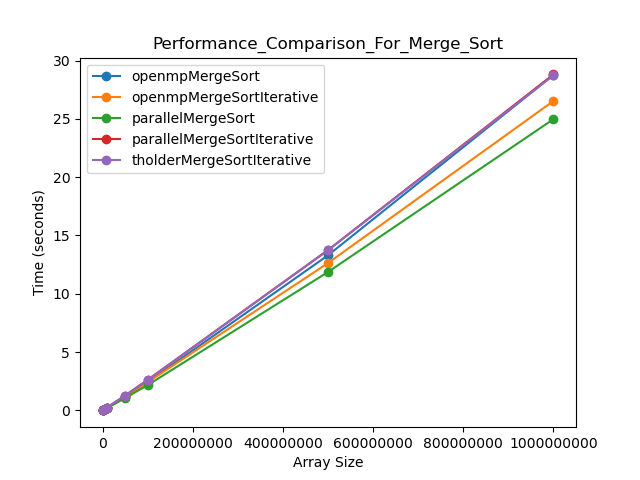 Performance_Comparison_For_Merge_Sort
30
25
20
15
10
5
0
Time (seconds)
openmpMergeSort
openmpMergeSortIterative
parallelMergeSort
parallelMergeSortIterative
tholderMergeSortIterative
0 200000000 400000000 600000000 800000000 1000000000
Array Size